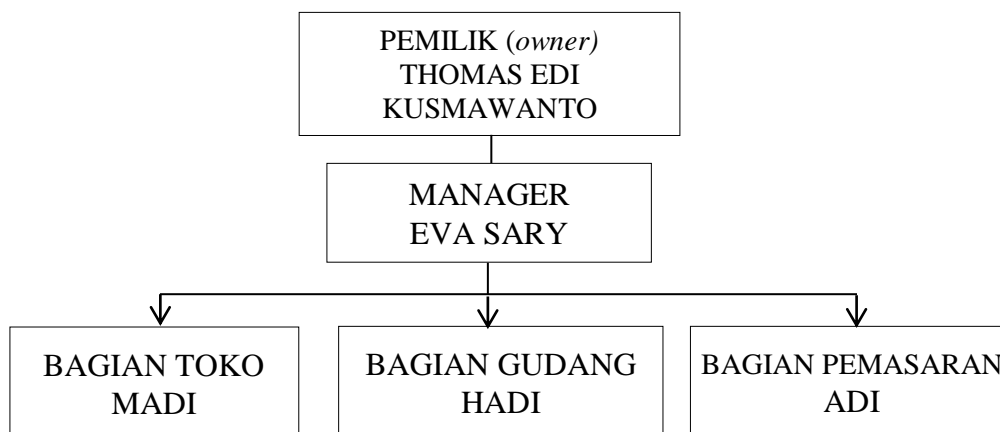 PEMILIK (owner)
THOMAS EDI
KUSMAWANTO
MANAGER
EVA SARY
BAGIAN TOKO
MADI
BAGIAN GUDANG
HADI
BAGIAN PEMASARAN
ADI